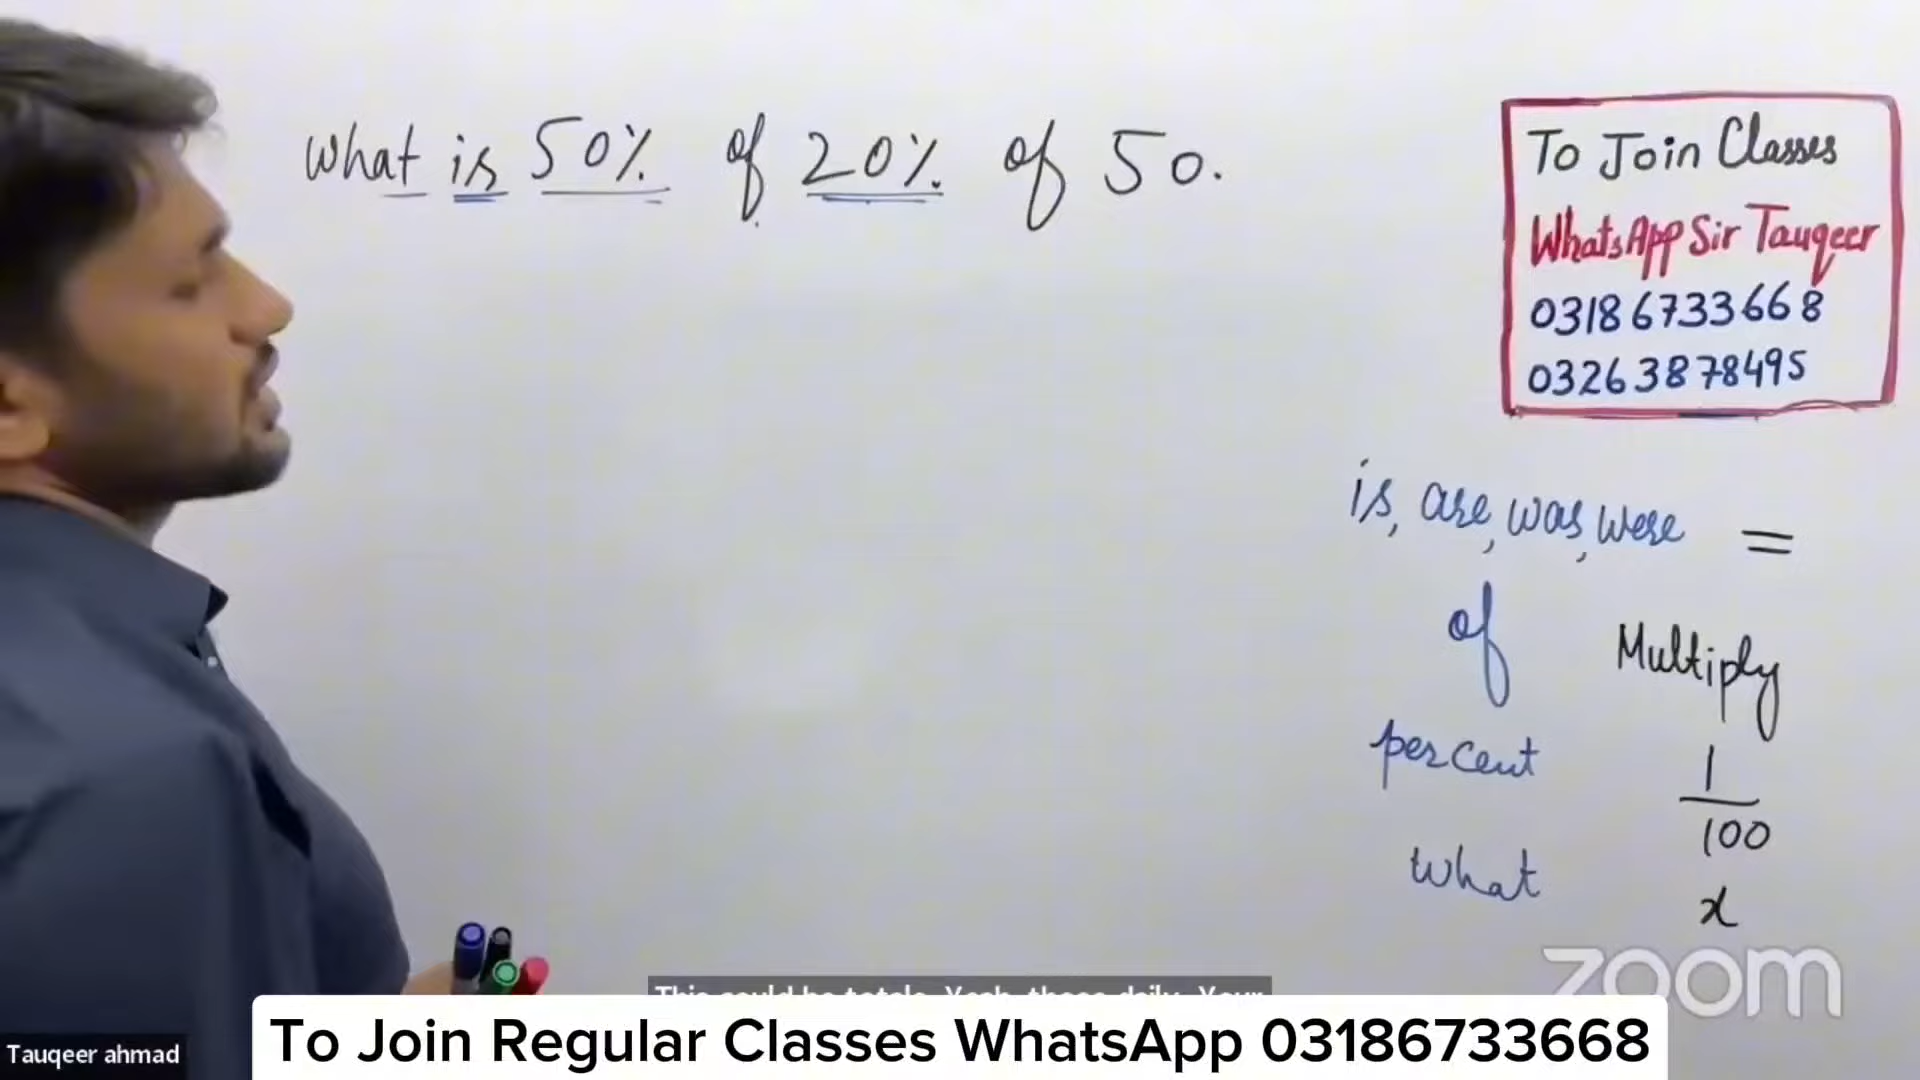 What is 50% of 20% of 50.
To Join Classes
WhatsApp Sir Tauqeer
03186733668
03263878495
is, are, was, were =
of Multiply
percent 1/100
what x
zoom
To Join Regular Classes WhatsApp 03186733668
Tauqeer ahmad